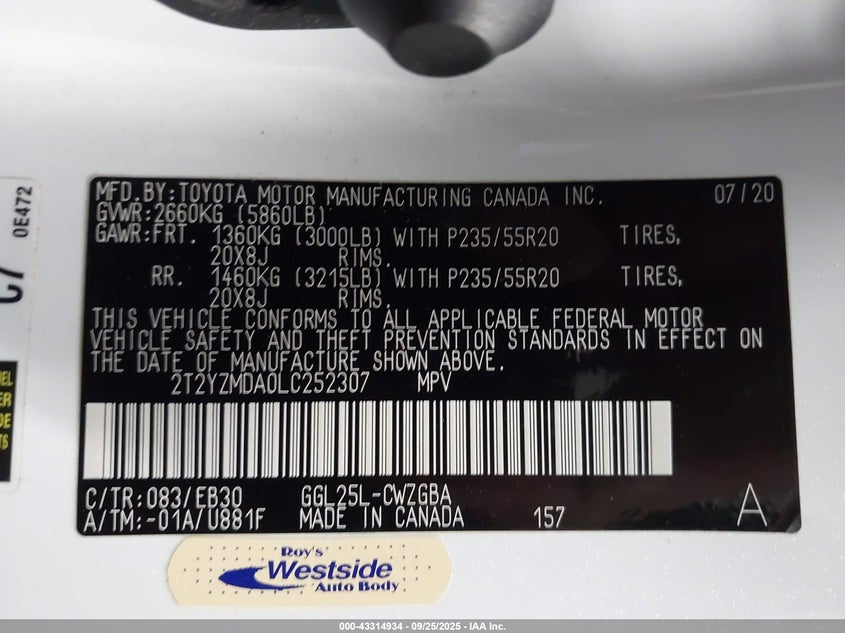 MFD.BY:TOYOTA MOTOR MANUFACTURING CANADA INC. 07/20
GVWR:2660KG (5860LB)
GAWR:FRT. 1360KG (3000LB) WITH P235/55R20 TIRES,
20X8J RIMS.
RR. 1460KG (3215LB) WITH P235/55R20 TIRES,
20X8J RIMS.
THIS VEHICLE CONFORMS TO ALL APPLICABLE FEDERAL MOTOR
VEHICLE SAFETY AND THEFT PREVENTION STANDARDS IN EFFECT ON
THE DATE OF MANUFACTURE SHOWN ABOVE.
2T2YZMDA0LC252307 MPV
C/TR:083/EB30 GGL25L-CWZGBA
A/TM:-01A/U881F MADE IN CANADA 157 A
0E472
Roy's
Westside
Auto Body
000-43314934 - 09/25/2025 - IAA Inc.